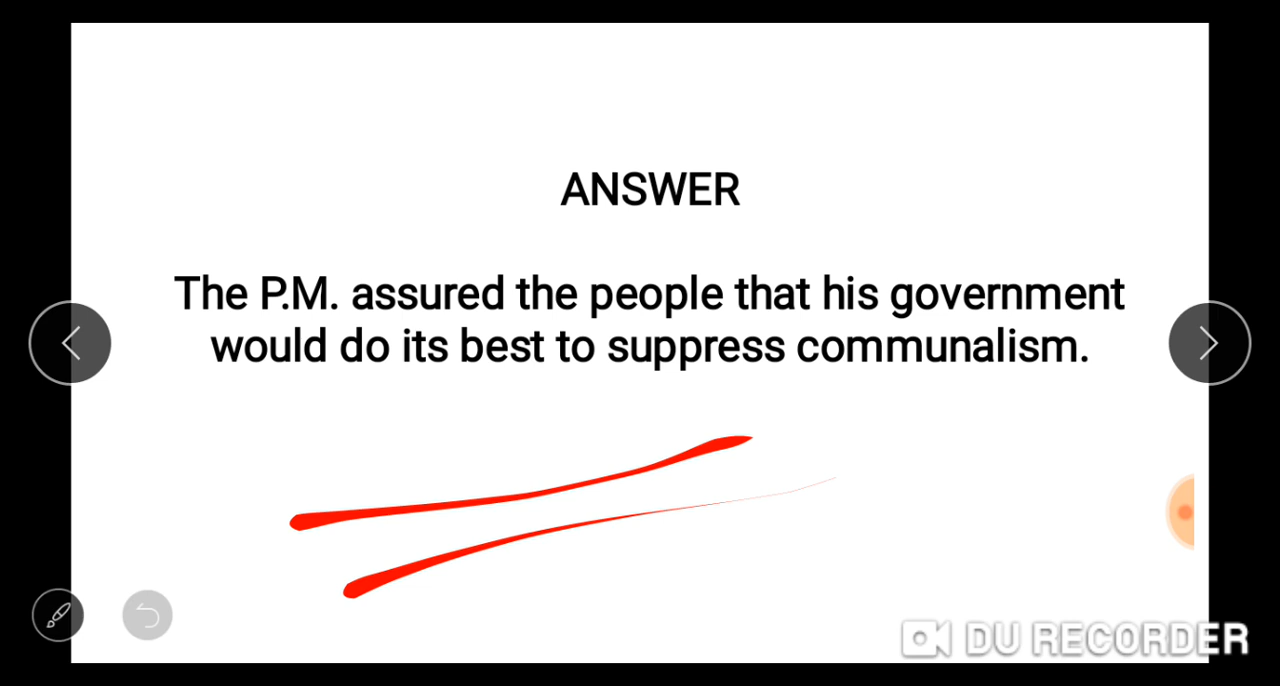 ANSWER
The P.M. assured the people that his government
would do its best to suppress communalism.
DU RECORDER